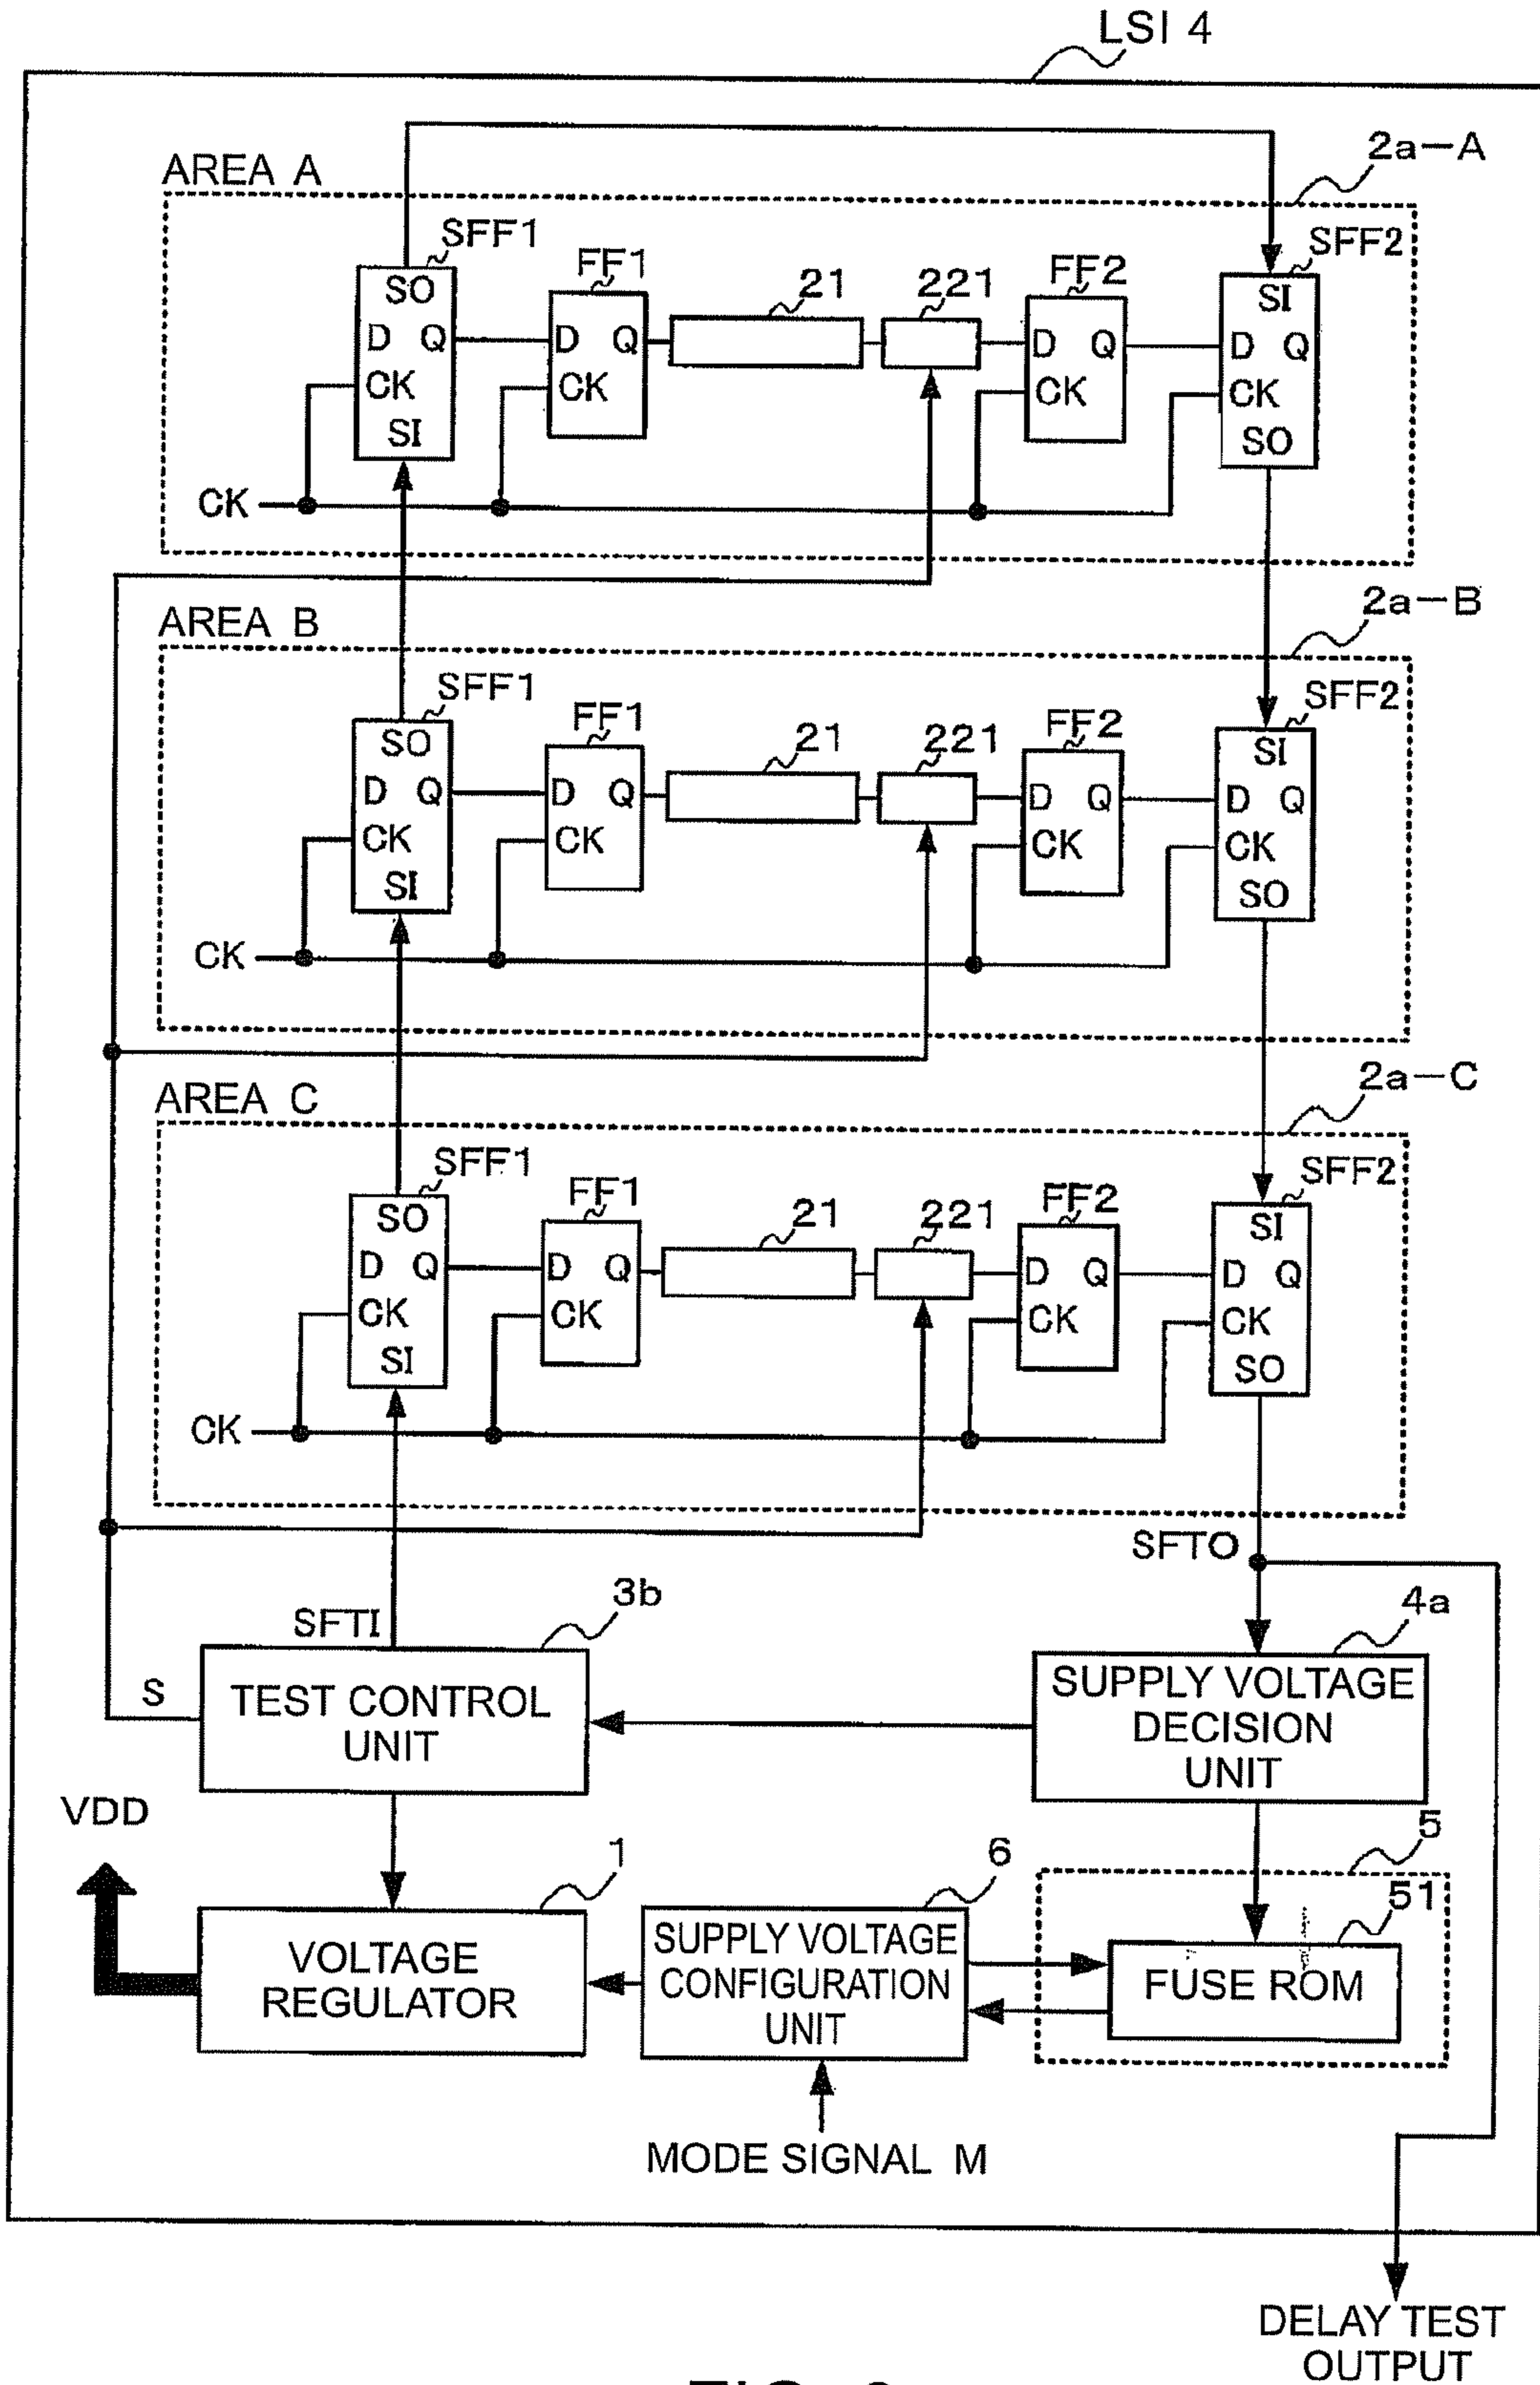 LSI 4
AREA A
2a-A
SFF1
FF1
21
221
FF2
SFF2
SO
D Q
CK
SI
D Q
CK
D Q
CK
SI
D Q
CK
SO
CK
AREA B
2a-B
SFF1
FF1
21
221
FF2
SFF2
SO
D Q
CK
SI
D Q
CK
D Q
CK
SI
D Q
CK
SO
CK
AREA C
2a-C
SFF1
FF1
21
221
FF2
SFF2
SO
D Q
CK
SI
D Q
CK
D Q
CK
SI
D Q
CK
SO
CK
SFTO
SFTI
3b
4a
S
TEST CONTROL
UNIT
SUPPLY VOLTAGE
DECISION
UNIT
VDD
1
6
5
51
VOLTAGE
REGULATOR
SUPPLY VOLTAGE
CONFIGURATION
UNIT
FUSE ROM
MODE SIGNAL M
DELAY TEST
OUTPUT